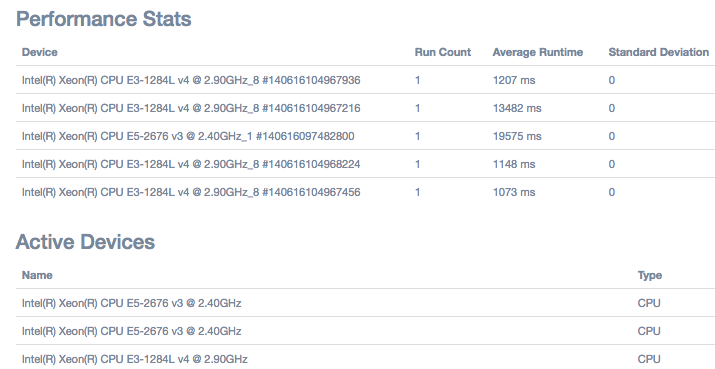 Performance Stats
Device Run Count Average Runtime Standard Deviation
Intel(R) Xeon(R) CPU E3-1284L v4 @ 2.90GHz_8 #140616104967936 1 1207 ms 0
Intel(R) Xeon(R) CPU E3-1284L v4 @ 2.90GHz_8 #140616104967216 1 13482 ms 0
Intel(R) Xeon(R) CPU E5-2676 v3 @ 2.40GHz_1 #140616097482800 1 19575 ms 0
Intel(R) Xeon(R) CPU E3-1284L v4 @ 2.90GHz_8 #140616104968224 1 1148 ms 0
Intel(R) Xeon(R) CPU E3-1284L v4 @ 2.90GHz_8 #140616104967456 1 1073 ms 0
Active Devices
Name Type
Intel(R) Xeon(R) CPU E5-2676 v3 @ 2.40GHz CPU
Intel(R) Xeon(R) CPU E5-2676 v3 @ 2.40GHz CPU
Intel(R) Xeon(R) CPU E3-1284L v4 @ 2.90GHz CPU